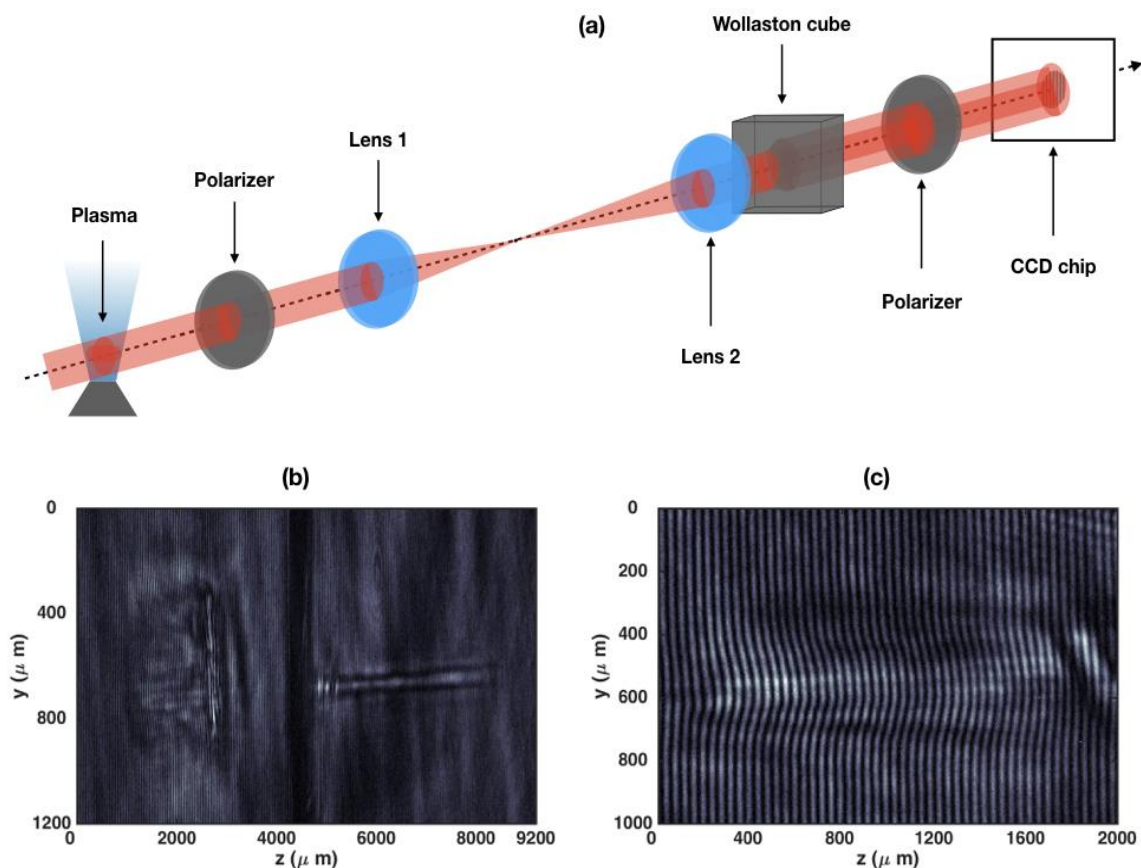 (a)
Wollaston cube
Lens 1
Polarizer
Plasma
CCD chip
Polarizer
Lens 2
(b)
(c)
0
400
800
1200
y (μ m)
0
2000
4000
6000
8000
9200
z (μ m)
0
200
400
600
800
1000
y (μ m)
0
400
800
1200
1600
2000
z (μ m)